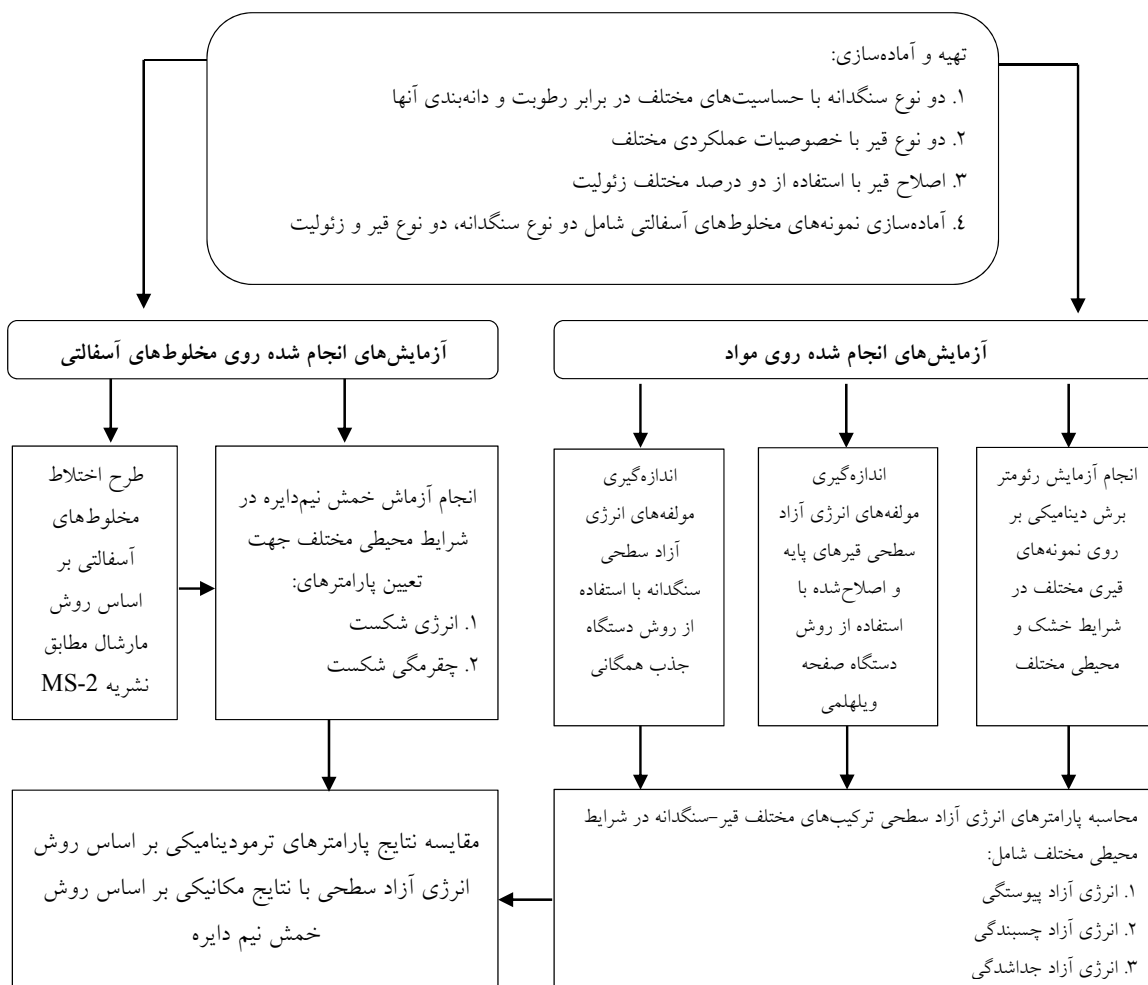 تهیه و آماده‌سازی:
۱. دو نوع سنگدانه با حساسیت‌های مختلف در برابر رطوبت و دانه‌بندی آنها
۲. دو نوع قیر با خصوصیات عملکردی مختلف
۳. اصلاح قیر با استفاده از دو درصد مختلف زئولیت
٤. آماده‌سازی نمونه‌های مخلوط‌های آسفالتی شامل دو نوع سنگدانه، دو نوع قیر و زئولیت
آزمایش‌های انجام شده روی مواد
آزمایش‌های انجام شده روی مخلوط‌های آسفالتی
انجام آزمایش رئومتر
برش دینامیکی بر
روی نمونه‌های
قیری مختلف در
شرایط خشک و
محیطی مختلف
اندازه‌گیری
مولفه‌های انرژی آزاد
سطحی قیرهای پایه
و اصلاح‌شده با
استفاده از روش
دستگاه صفحه
ویلهلمی
اندازه‌گیری
مولفه‌های انرژی
آزاد سطحی
سنگدانه با استفاده
از روش دستگاه
جذب همگانی
انجام آزماش خمش نیم‌دایره در
شرایط محیطی مختلف جهت
تعیین پارامترهای:
۱. انرژی شکست
۲. چقرمگی شکست
طرح اختلاط
مخلوط‌های
آسفالتی بر
اساس روش
مارشال مطابق
نشریه MS-2
محاسبه پارامترهای انرژی آزاد سطحی ترکیب‌های مختلف قیر-سنگدانه در شرایط
محیطی مختلف شامل:
۱. انرژی آزاد پیوستگی
۲. انرژی آزاد چسبندگی
۳. انرژی آزاد جداشدگی
مقایسه نتایج پارامترهای ترمودینامیکی بر اساس روش
انرژی آزاد سطحی با نتایج مکانیکی بر اساس روش
خمش نیم دایره